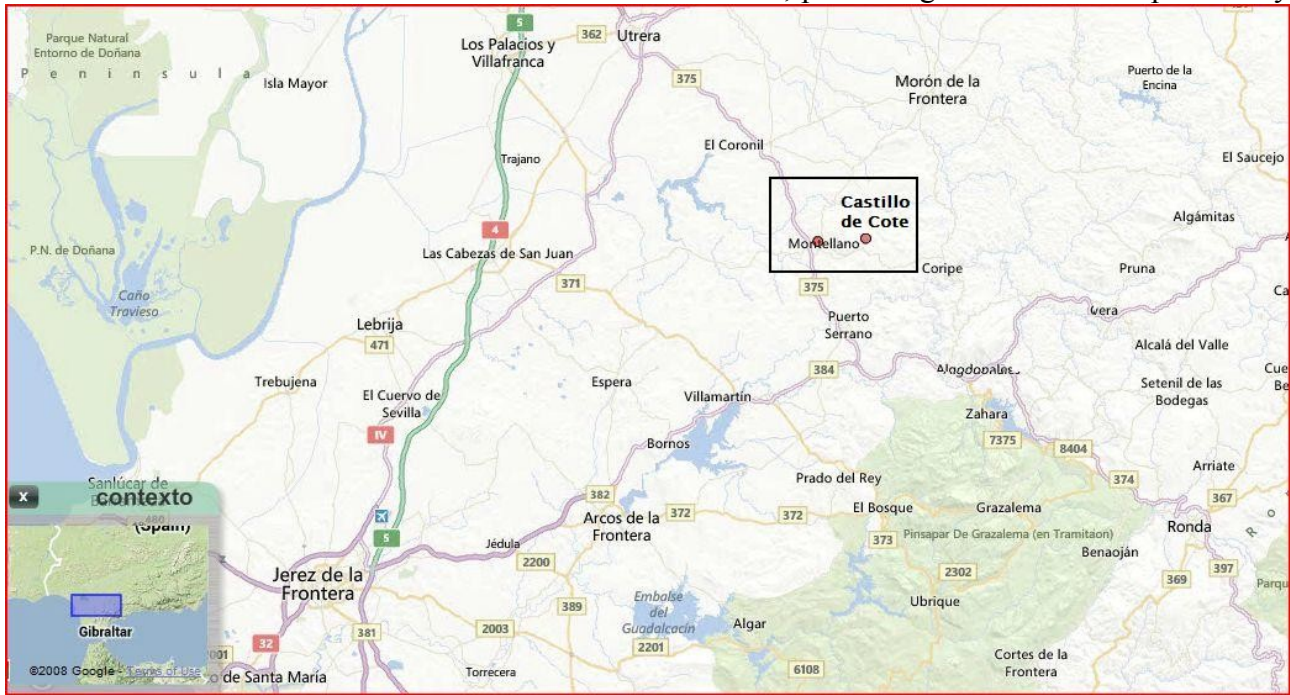 Parque Natural
Entorno de Doñana
Peninsula
Isla Mayor
5
Los Palacios y
Villafranca
362
Utrera
375
Morón de la
Frontera
Puerto de la
Encina
El Coronil
Trajano
El Saucejo
Castillo
de Cote
Algámitas
4
Montellano
P.N. de Doñana
Las Cabezas de San Juan
Coripe
Pruna
371
375
Caño
Travieso
Puerto
Serrano
Lebrija
471
Alcalá del Valle
384
Trebujena
Espera
El Cuervo de
Sevilla
Villamartín
Setenil de las
Bodegas
Zahara
IV
Bornos
7375
8404
Arriate
Prado del Rey
374
367
Sanlúcar de
x
contexto
480
(Spain)
382
Arcos de la
Frontera
372
372
El Bosque
Grazalema
Ronda
5
373
Pinsapar De Grazalema (en Tramitaon)
Jédula
Benaoján
2200
2302
397
369
Jerez de la
Frontera
389
Embalse
del
Guadalcacín
Ubrique
Gibraltar
381
2003
Algar
32
2201
Cortes de la
Frontera
©2008 Google - Terms of Use
de Santa María
Torrecera
6108